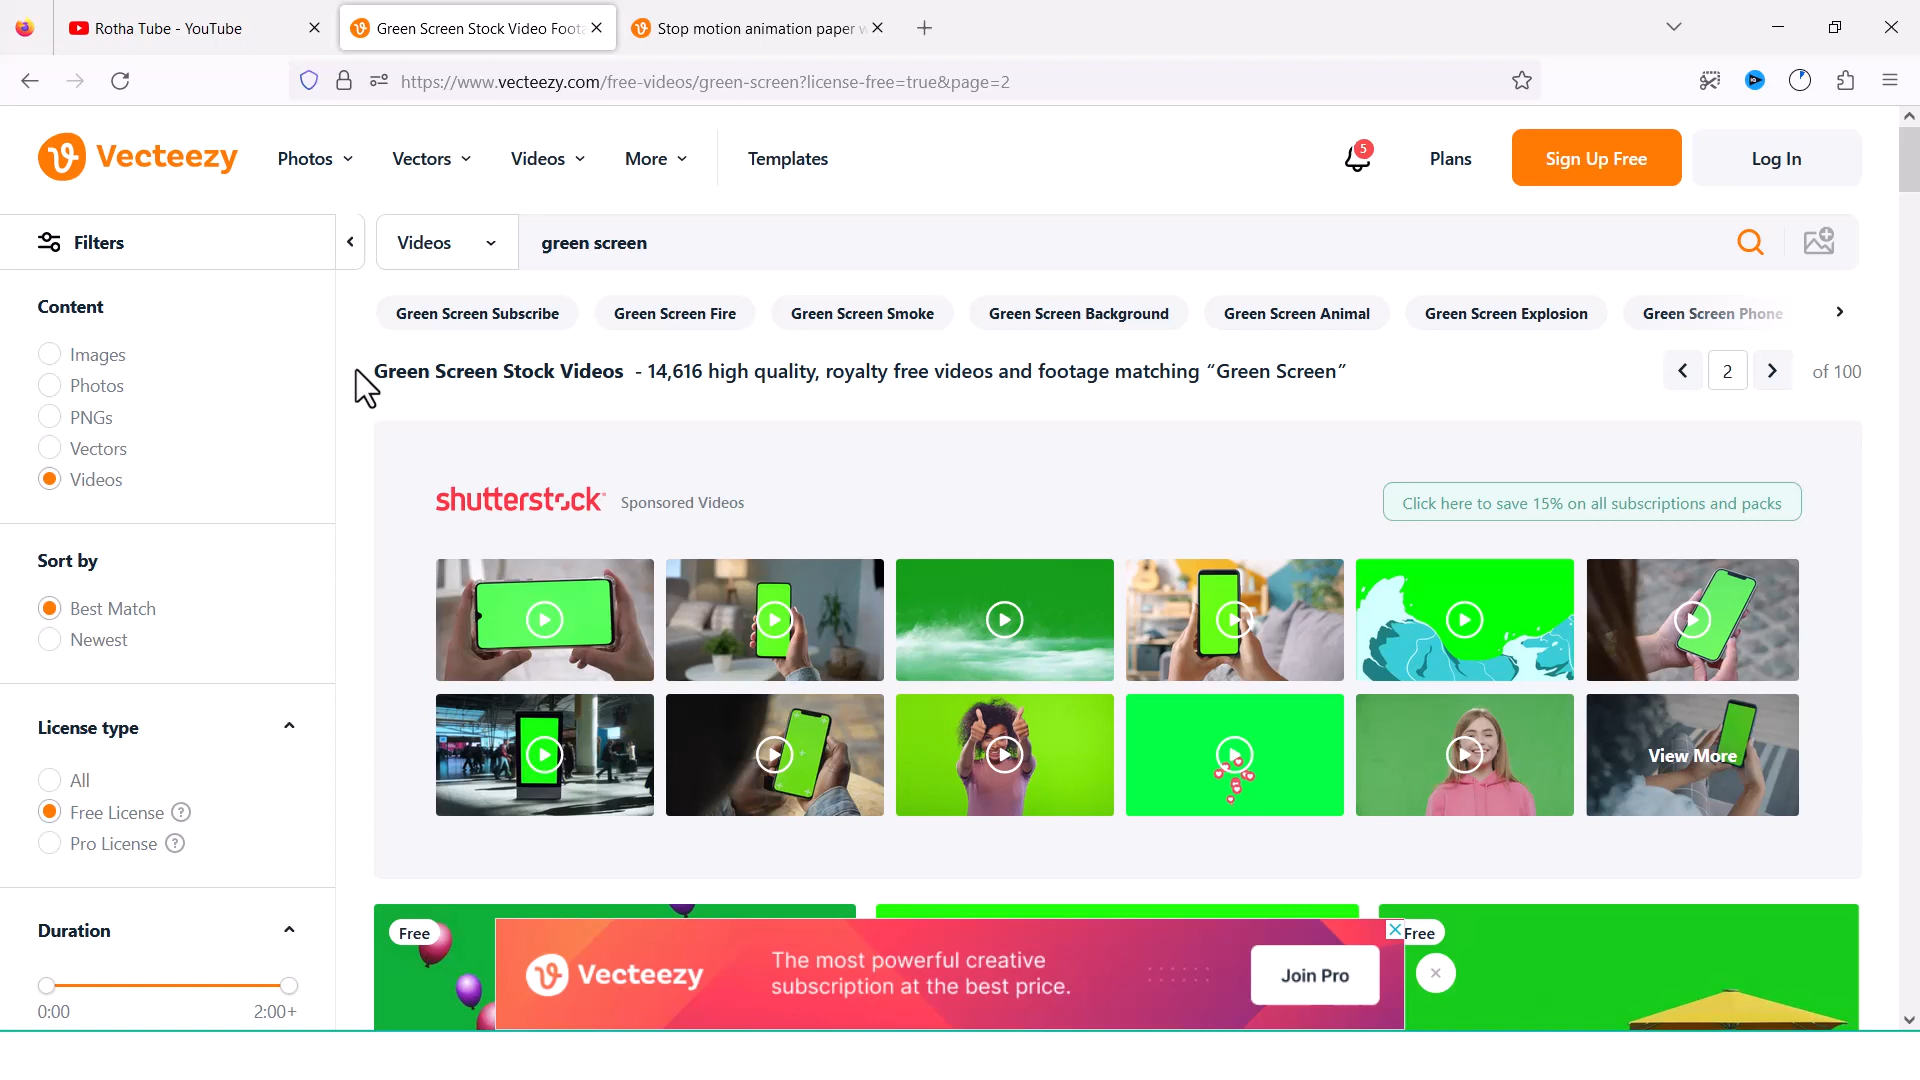 Rotha Tube - YouTube
Green Screen Stock Video Foota
Stop motion animation paper w
https://www.vecteezy.com/free-videos/green-screen?license-free=true&page=2
Vecteezy
Photos
Vectors
Videos
More
Templates
5
Plans
Sign Up Free
Log In
Filters
Videos
green screen
Green Screen Subscribe
Green Screen Fire
Green Screen Smoke
Green Screen Background
Green Screen Animal
Green Screen Explosion
Green Screen Phone
Content
Images
Photos
PNGs
Vectors
Videos
Green Screen Stock Videos - 14,616 high quality, royalty free videos and footage matching “Green Screen”
2
of 100
shutterstock
Sponsored Videos
Click here to save 15% on all subscriptions and packs
Sort by
Best Match
Newest
License type
All
Free License ?
Pro License ?
View More
Duration
0:00
2:00+
Free
Free
Vecteezy
The most powerful creative
subscription at the best price.
Join Pro